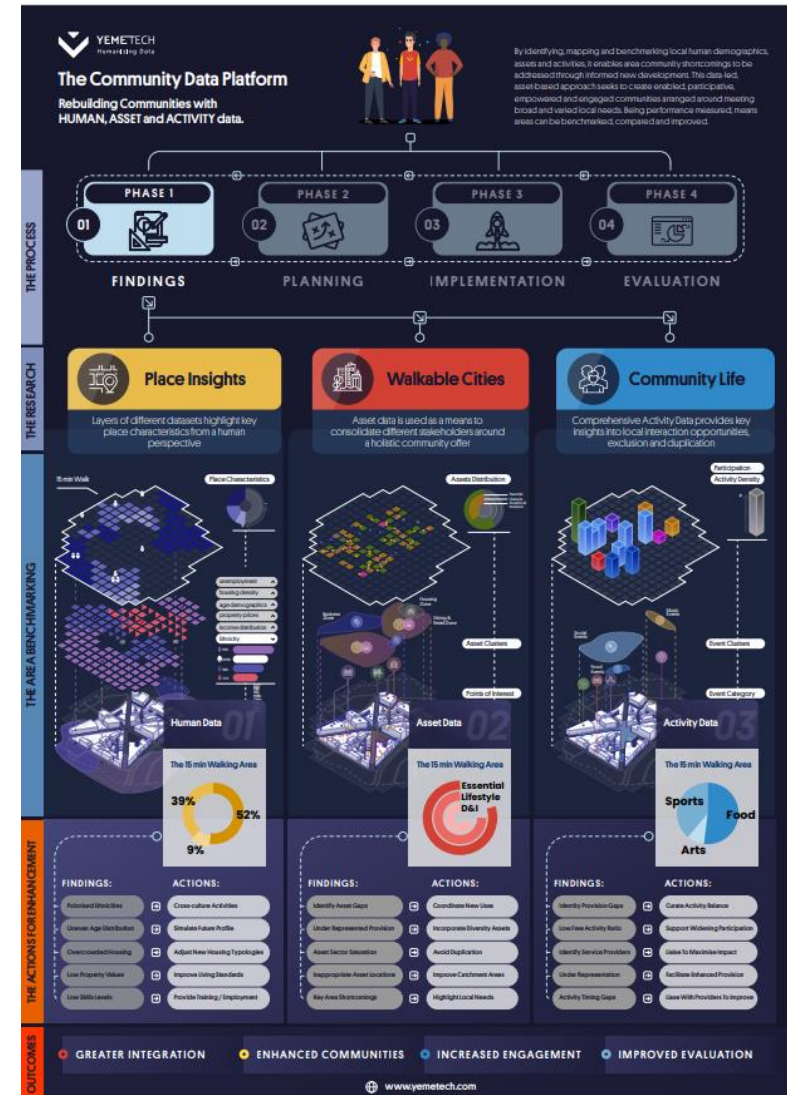 YEMETECH
Humanizing Data
The Community Data Platform
Rebuilding Communities with
HUMAN, ASSET and ACTIVITY data.
By identifying, mapping and benchmarking local human demographics,
assets and activities, it enables area community shortcomings to be
addressed through informed new development. This data-led,
asset-based approach seeks to create enabled, participative,
empowered and engaged communities arranged around meeting
broad and varied local needs. Being performance measured, means
areas can be benchmarked, compared and improved.
THE PROCESS
PHASE 1
PHASE 2
PHASE 3
PHASE 4
01
02
03
04
FINDINGS
PLANNING
IMPLEMENTATION
EVALUATION
THE RESEARCH
Place Insights
Walkable Cities
Community Life
Layers of different datasets highlight key
place characteristics from a human
perspective
Asset data is used as a means to
consolidate different stakeholders around
a holistic community offer
Comprehensive Activity Data provides key
insights into local interaction opportunities,
exclusion and duplication
THE AREA BENCHMARKING
15 min Walk
Place Characteristics
unemployment
housing density
age demographics
property prices
income distribution
Ethnicity
Assets Distribution
Business
Zone
Housing
Zone
Dining &
Retail Zone
Asset Clusters
Points of Interest
Participation
Activity Density
Music
Events
Social
Events
Event Clusters
Event Category
Human Data
01
The 15 min Walking Area
39%
52%
9%
Asset Data
02
The 15 min Walking Area
Essential
Lifestyle
D&I
Activity Data
03
The 15 min Walking Area
Sports
Food
Arts
THE ACTIONS FOR ENHANCEMENT
FINDINGS:
ACTIONS:
Polarised Ethnicities
Cross-culture Activities
Uneven Age Distribution
Simulate Future Profile
Overcrowded Housing
Adjust New Housing Typologies
Low Property Values
Improve Living Standards
Low Skills Levels
Provide Training / Employment
FINDINGS:
ACTIONS:
Identify Asset Gaps
Coordinate New Uses
Under Represented Provision
Incorporate Diversity Assets
Asset Sector Saturation
Avoid Duplication
Inappropriate Asset Locations
Improve Catchment Areas
Key Area Shortcomings
Highlight Local Needs
FINDINGS:
ACTIONS:
Identity Provision Gaps
Curate Activity Balance
Low Free Activity Ratio
Support Widening Participation
Identify Service Providers
Liaise To Maximise Impact
Under Representation
Facilitate Enhanced Provision
Activity Timing Gaps
Liase With Providers To Improve
OUTCOMES
GREATER INTEGRATION
ENHANCED COMMUNITIES
INCREASED ENGAGEMENT
IMPROVED EVALUATION
www.yemetech.com